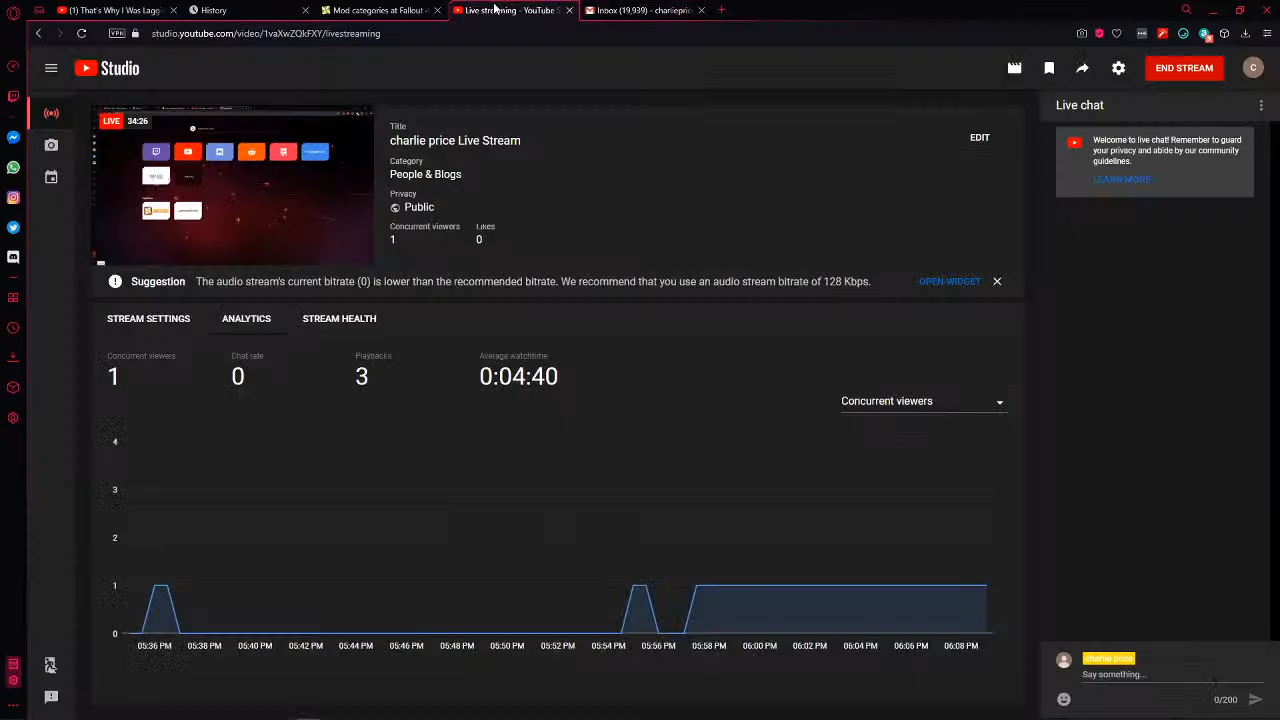 (1) That's Why I Was Laggi
History
Mod categories at Fallout
Live streaming - YouTube S
Inbox (19,939) - charliepric
VPN
studio.youtube.com/video/1vaXwZQkFXY/livestreaming
Studio
END STREAM
C
LIVE 34:26
Title
charlie price Live Stream
EDIT
Category
People & Blogs
Privacy
Public
Concurrent viewers Likes
1 0
Suggestion The audio stream's current bitrate (0) is lower than the recommended bitrate. We recommend that you use an audio stream bitrate of 128 Kbps. OPEN WIDGET
STREAM SETTINGS ANALYTICS STREAM HEALTH
Concurrent viewers Chat rate Playbacks Average watchtime
1 0 3 0:04:40
Concurrent viewers
4
3
2
1
0
05:36 PM 05:38 PM 05:40 PM 05:42 PM 05:44 PM 05:46 PM 05:48 PM 05:50 PM 05:52 PM 05:54 PM 05:56 PM 05:58 PM 06:00 PM 06:02 PM 06:04 PM 06:06 PM 06:08 PM
Live chat
Welcome to live chat! Remember to guard
your privacy and abide by our community
guidelines.
LEARN MORE
charlie price
Say something...
0/200